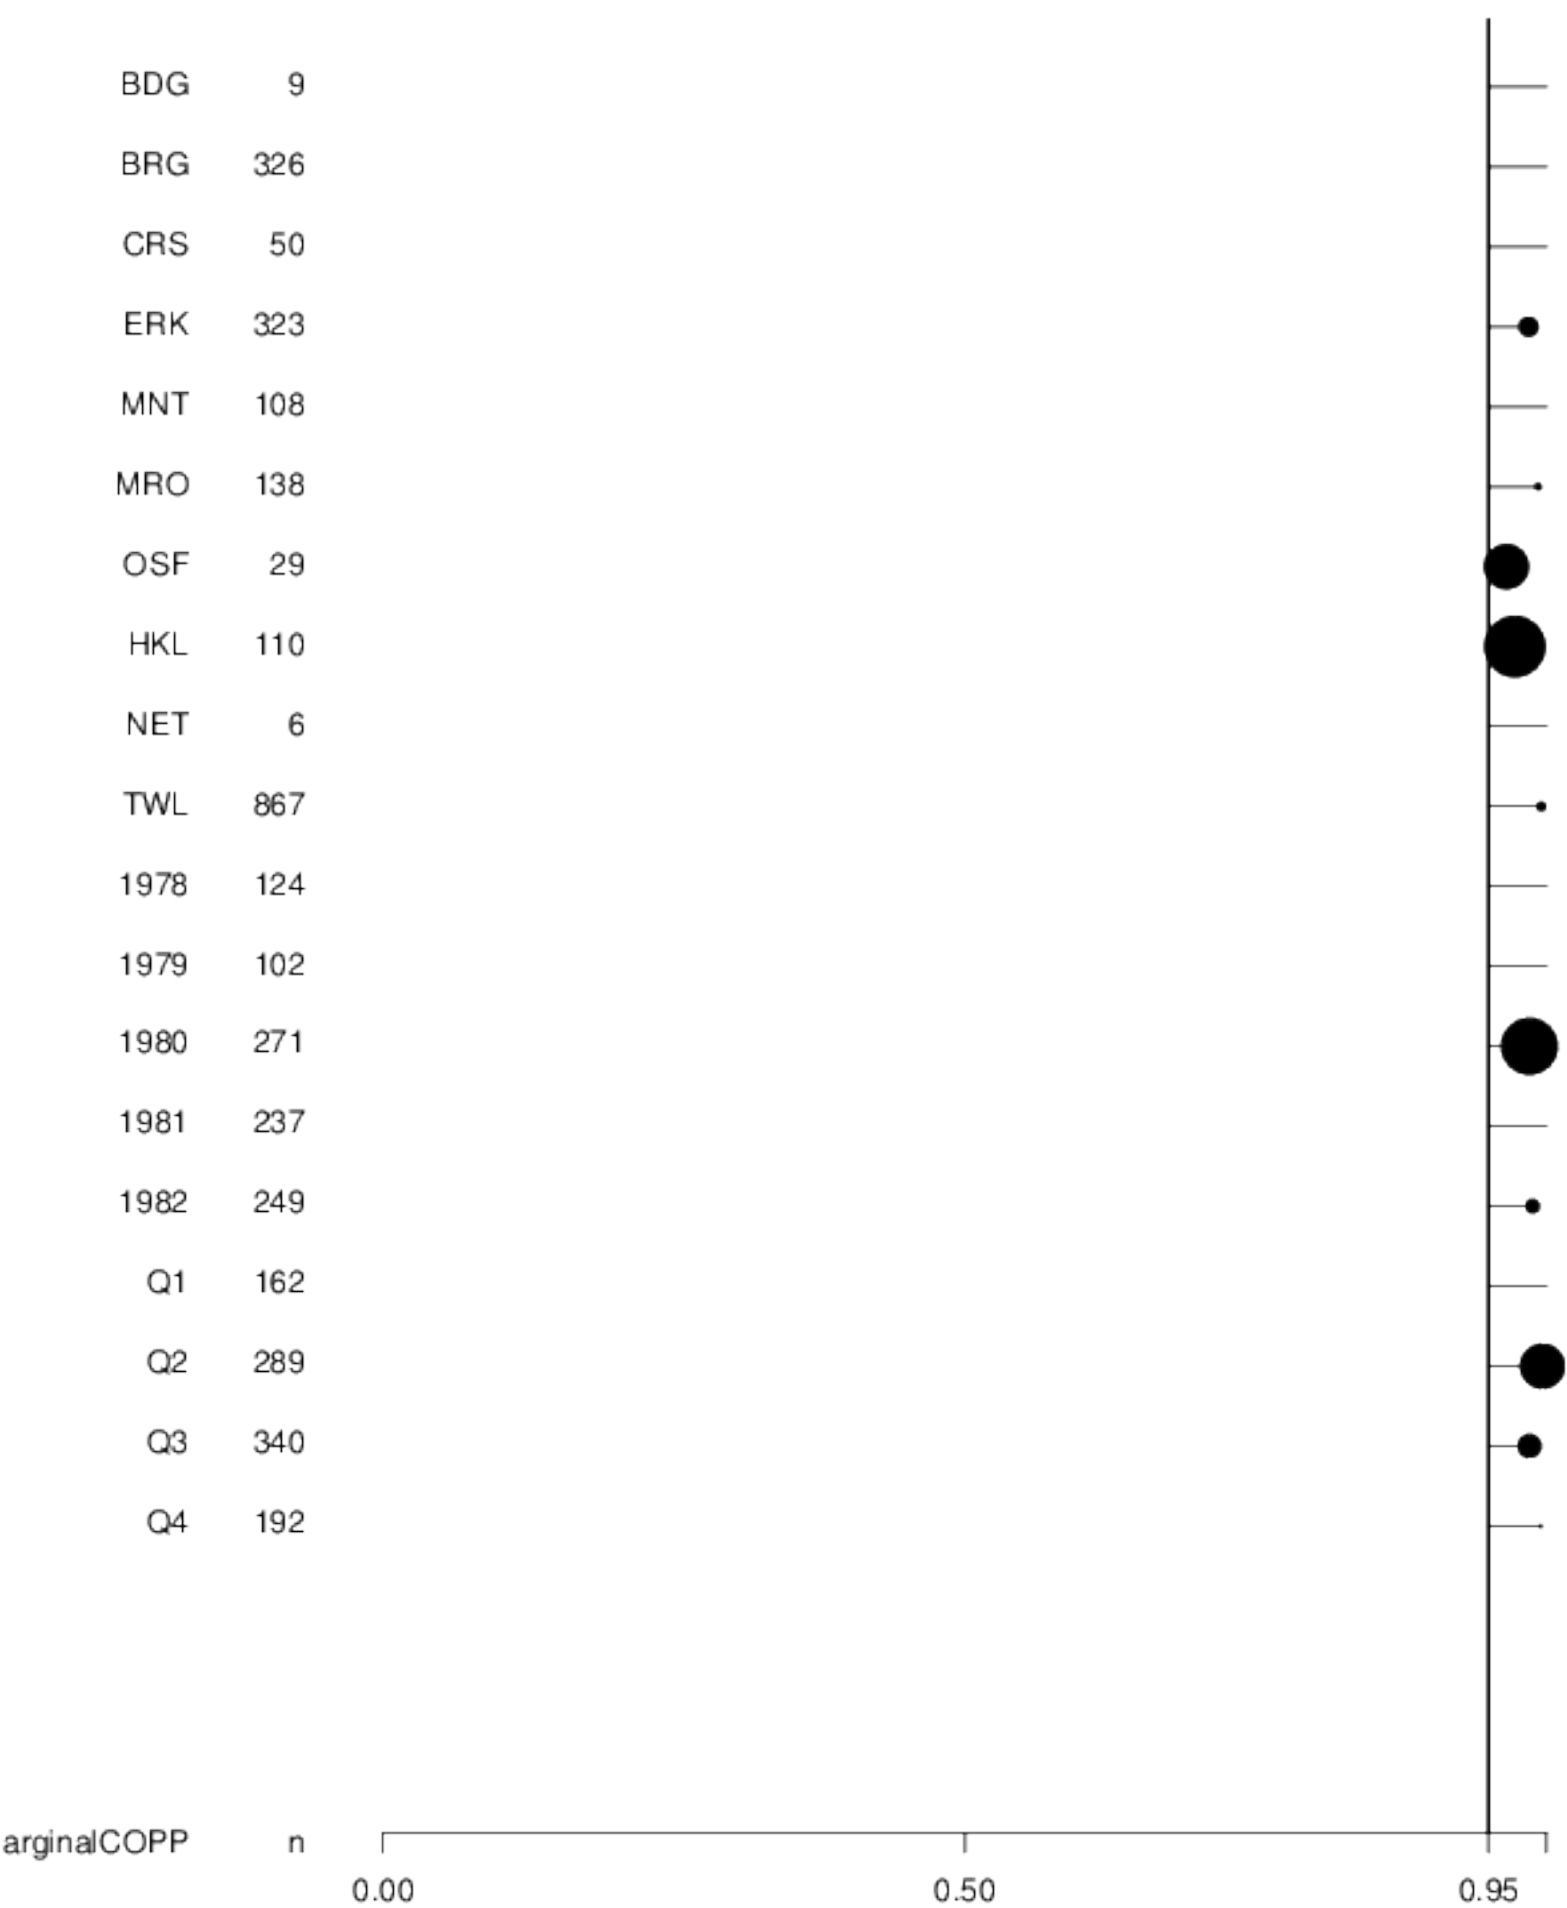 BDG 9
BRG 326
CRS 50
ERK 323
MNT 108
MRO 138
OSF 29
HKL 110
NET 6
TWL 867
1978 124
1979 102
1980 271
1981 237
1982 249
Q1 162
Q2 289
Q3 340
Q4 192
arginalCOPP n
0.00 0.50 0.95